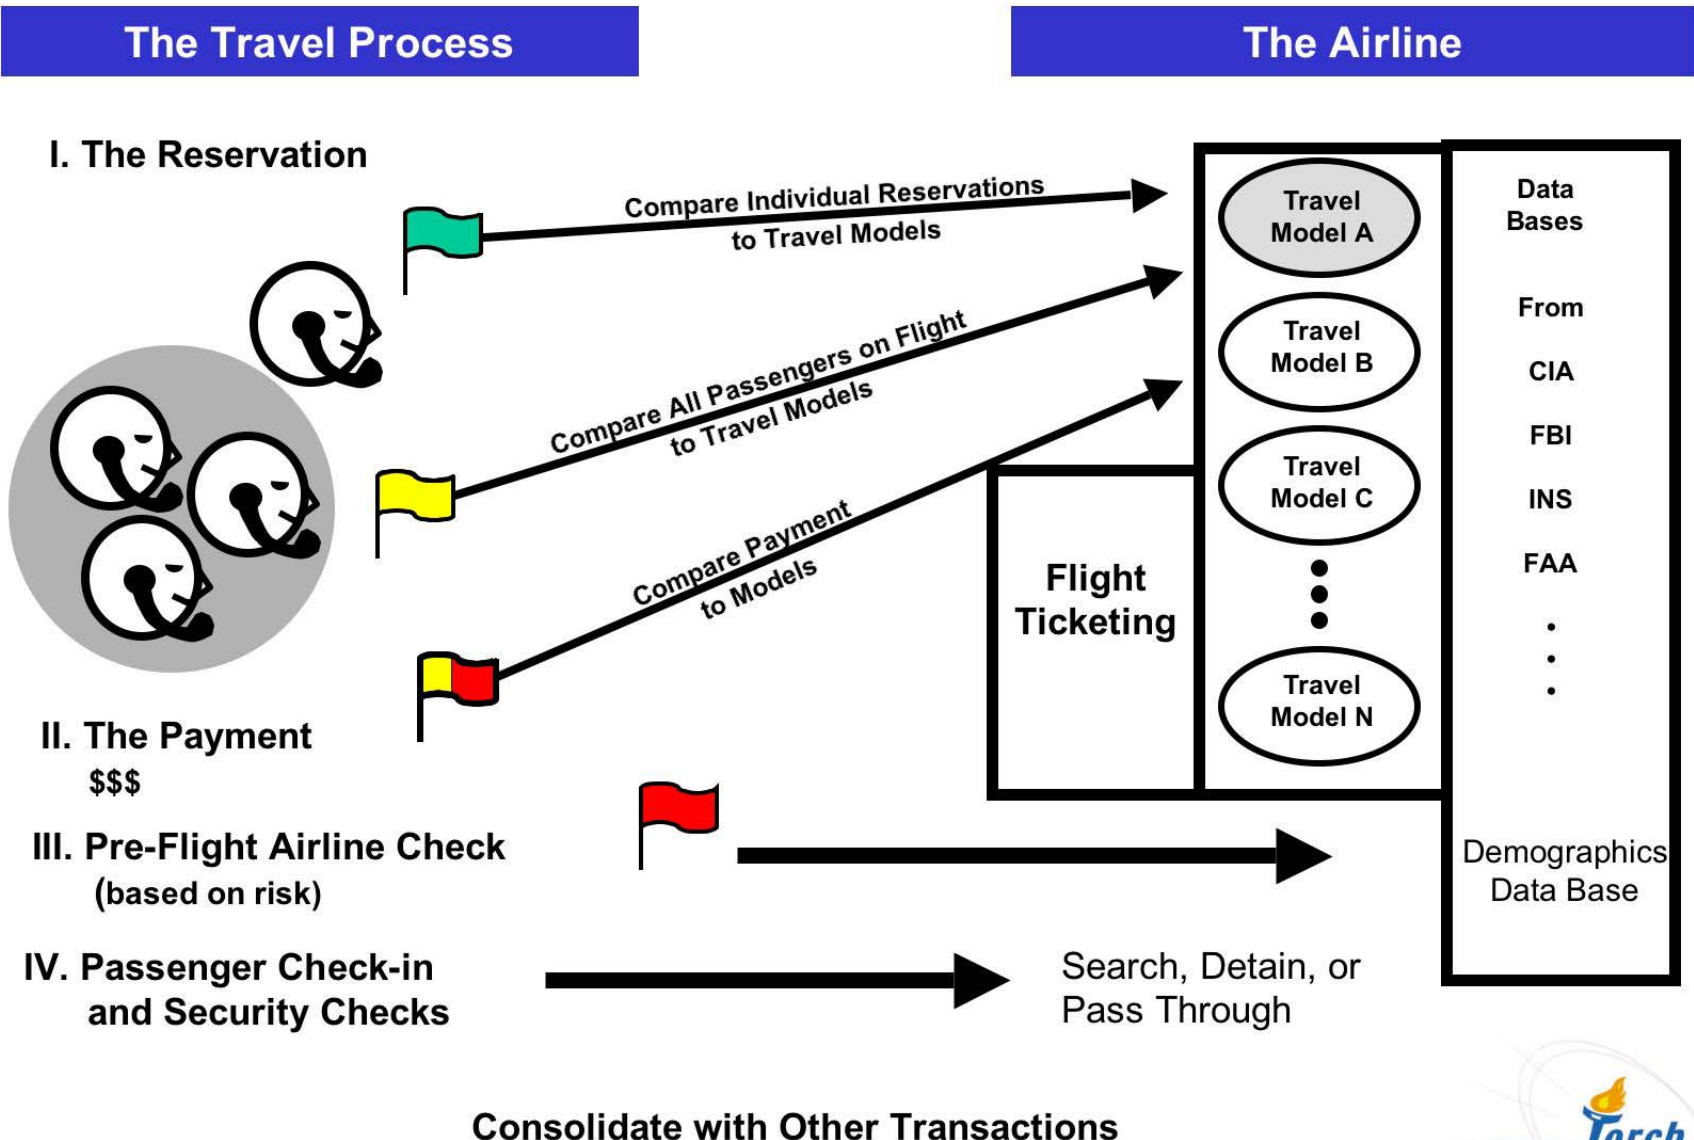 The Travel Process
The Airline
I. The Reservation
Compare Individual Reservations
to Travel Models
Compare All Passengers on Flight
to Travel Models
Compare Payment
to Models
II. The Payment
$$$
III. Pre-Flight Airline Check
(based on risk)
IV. Passenger Check-in
and Security Checks
Flight
Ticketing
Travel
Model A
Travel
Model B
Travel
Model C
Travel
Model N
Data
Bases
From
CIA
FBI
INS
FAA
Demographics
Data Base
Search, Detain, or
Pass Through
Consolidate with Other Transactions
Torch